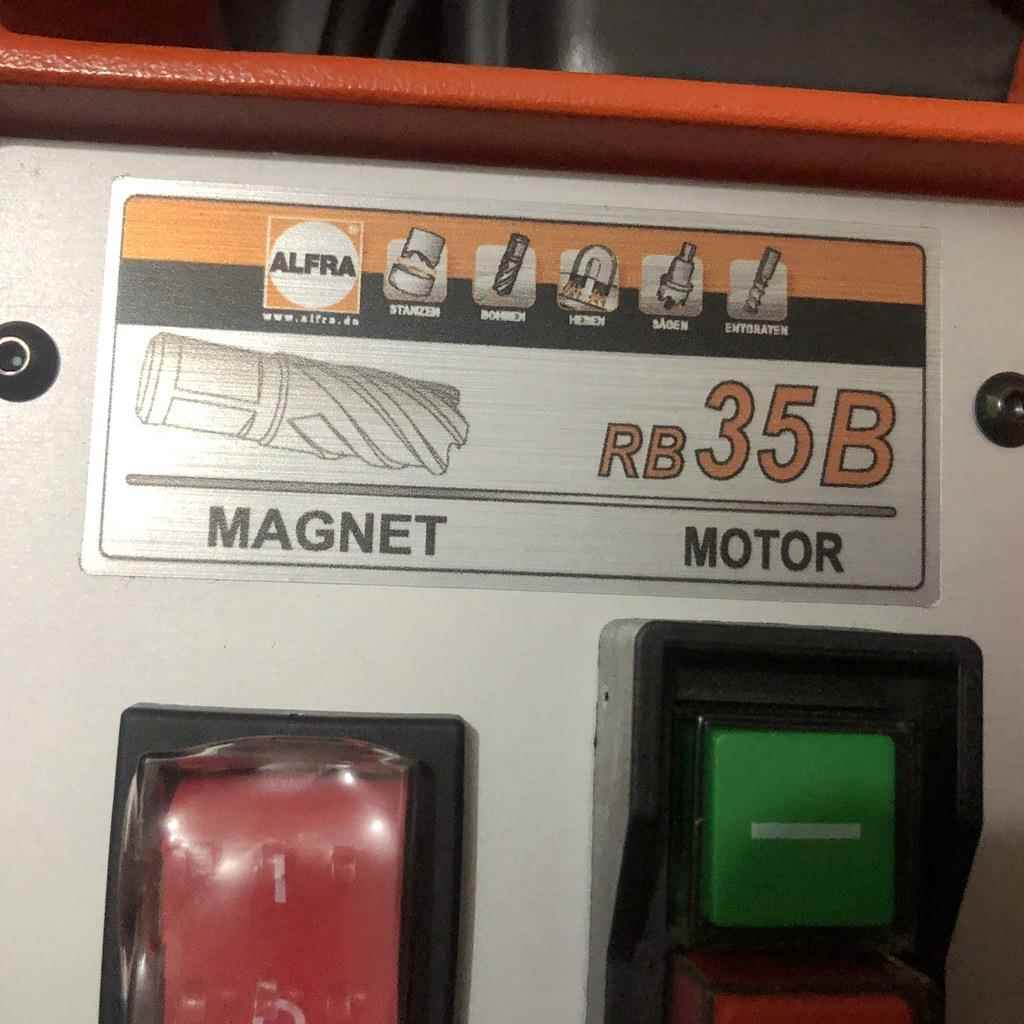 ALFRA
www.alfra.de
STANZEN
BOHREN
HEBEN
SÄGEN
ENTGRATEN
RB 35B
MAGNET
MOTOR
I